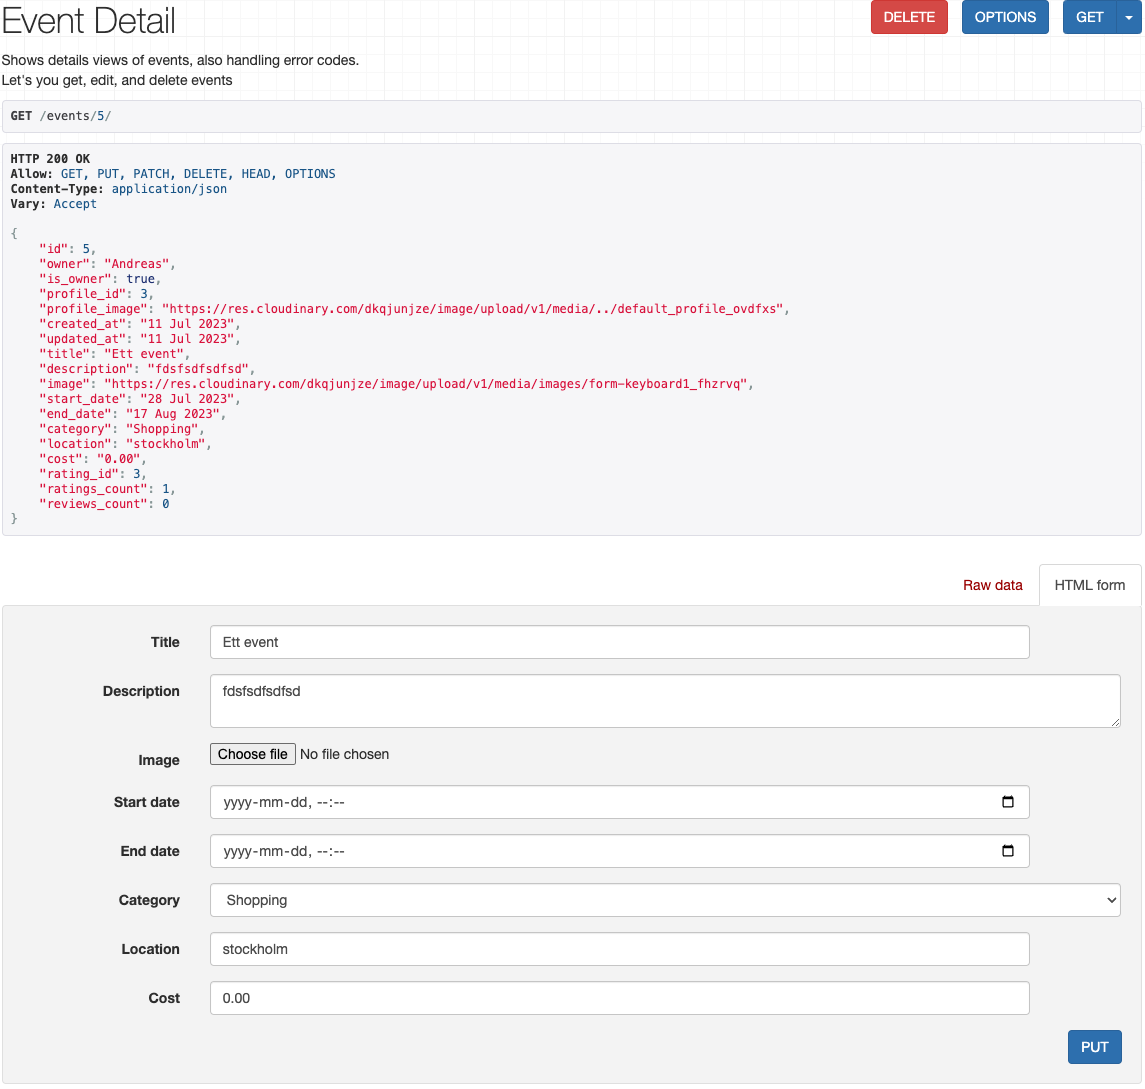 Event Detail
DELETE
OPTIONS
GET
Shows details views of events, also handling error codes.
Let's you get, edit, and delete events
GET /events/5/
HTTP 200 OK
Allow: GET, PUT, PATCH, DELETE, HEAD, OPTIONS
Content-Type: application/json
Vary: Accept
{
    "id": 5,
    "owner": "Andreas",
    "is_owner": true,
    "profile_id": 3,
    "profile_image": "https://res.cloudinary.com/dkqjunjze/image/upload/v1/media/../default_profile_ovdfxs",
    "created_at": "11 Jul 2023",
    "updated_at": "11 Jul 2023",
    "title": "Ett event",
    "description": "fdsfsdfsdfsd",
    "image": "https://res.cloudinary.com/dkqjunjze/image/upload/v1/media/images/form-keyboard1_fhzrvq",
    "start_date": "28 Jul 2023",
    "end_date": "17 Aug 2023",
    "category": "Shopping",
    "location": "stockholm",
    "cost": "0.00",
    "rating_id": 3,
    "ratings_count": 1,
    "reviews_count": 0
}
Raw data
HTML form
Title
Ett event
Description
fdsfsdfsdfsd
Image
Choose file No file chosen
Start date
yyyy-mm-dd, --:--
End date
yyyy-mm-dd, --:--
Category
Shopping
Location
stockholm
Cost
0.00
PUT